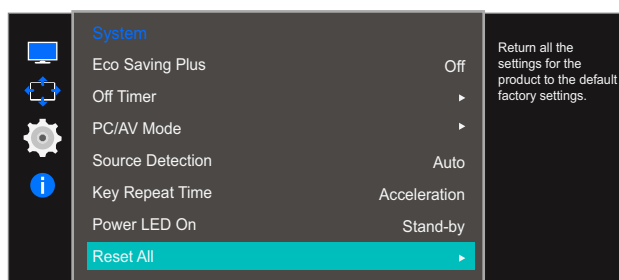 System
Eco Saving Plus Off
Off Timer
PC/AV Mode
Source Detection Auto
Key Repeat Time Acceleration
Power LED On Stand-by
Reset All
Return all the
settings for the
product to the default
factory settings.